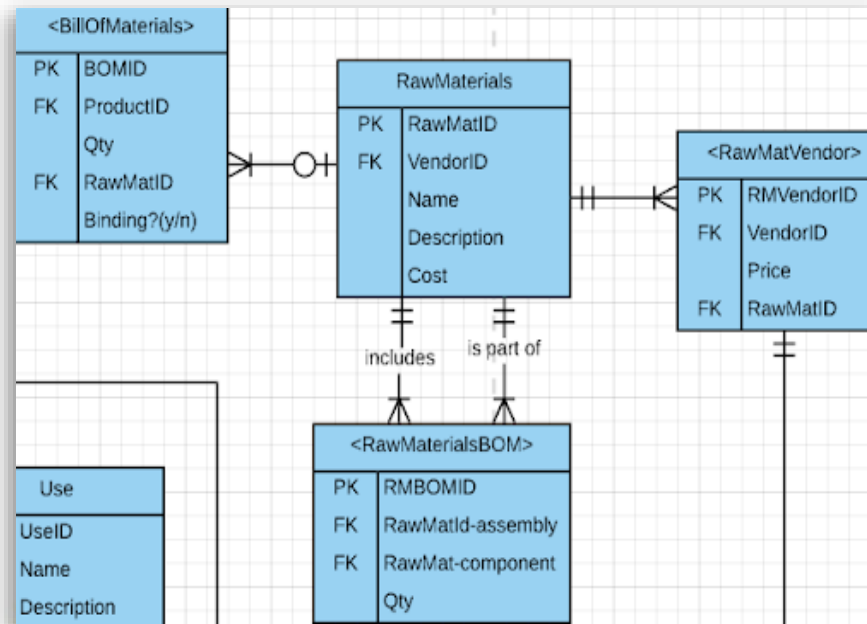 <BillOfMaterials>
PK BOMID
FK ProductID
Qty
FK RawMatID
Binding?(y/n)
RawMaterials
PK RawMatID
FK VendorID
Name
Description
Cost
<RawMatVendor>
PK RMVendorID
FK VendorID
Price
FK RawMatID
includes
is part of
<RawMaterialsBOM>
PK RMBOMID
FK RawMatId-assembly
FK RawMat-component
Qty
Use
UseID
Name
Description